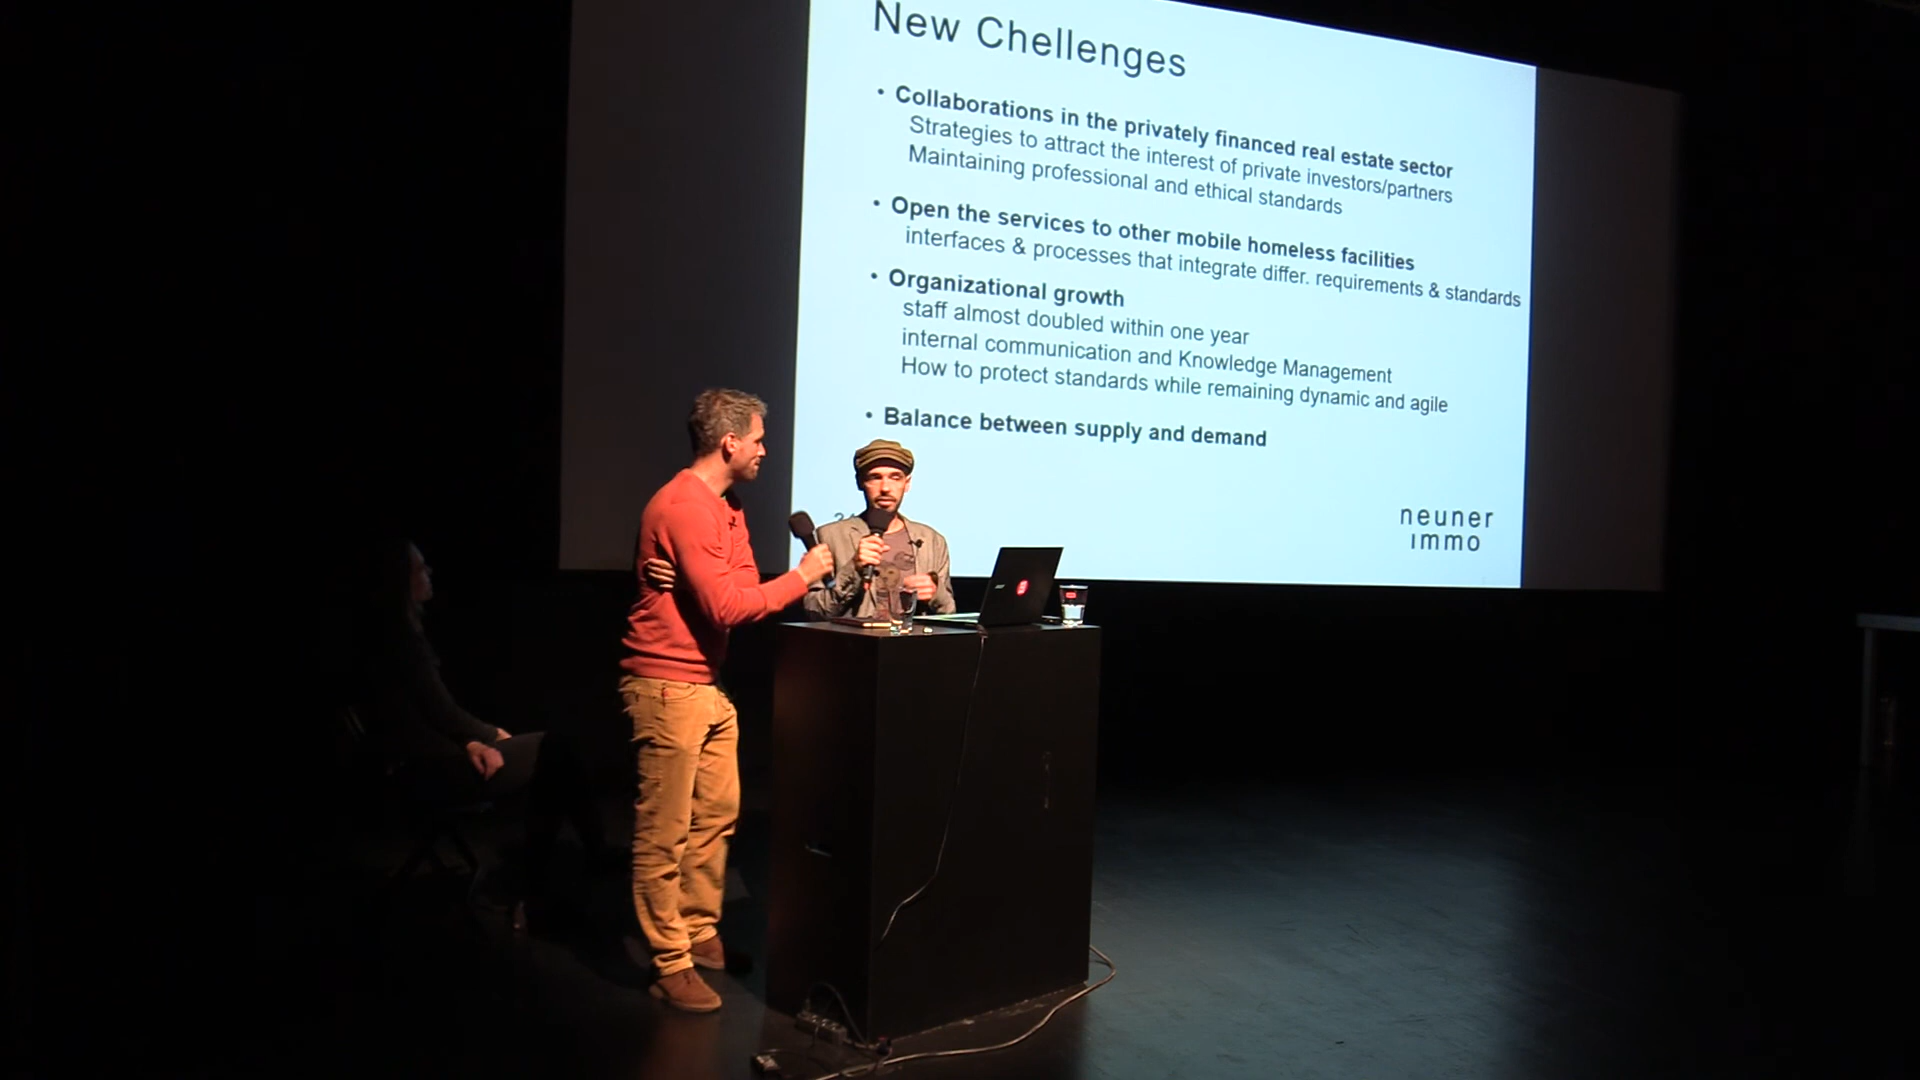 New Chellenges
• Collaborations in the privately financed real estate sector
Strategies to attract the interest of private investors/partners
Maintaining professional and ethical standards
• Open the services to other mobile homeless facilities
interfaces & processes that integrate differ. requirements & standards
• Organizational growth
staff almost doubled within one year
internal communication and Knowledge Management
How to protect standards while remaining dynamic and agile
• Balance between supply and demand
neuner
immo